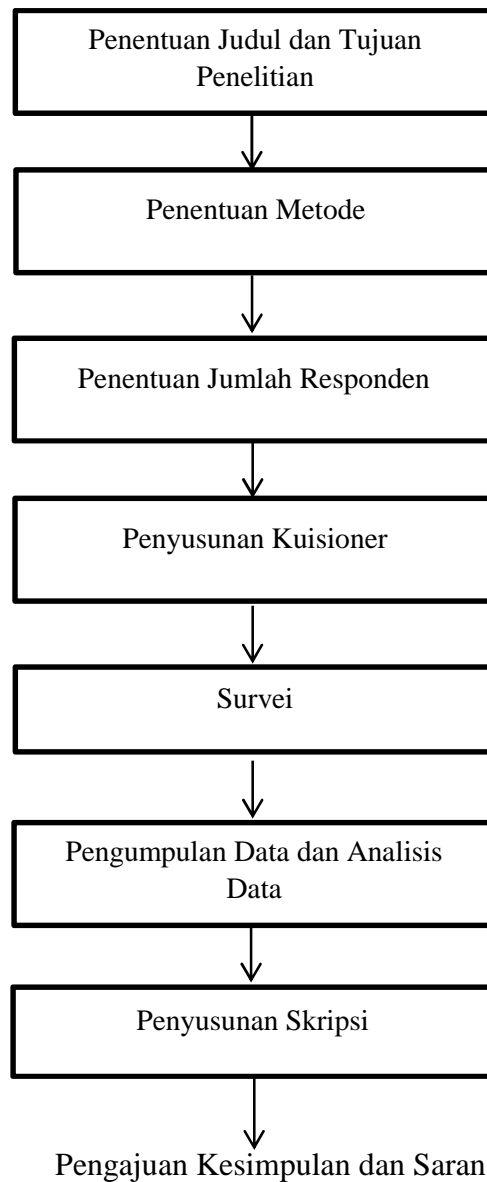 Penentuan Judul dan Tujuan
Penelitian
Penentuan Metode
Penentuan Jumlah Responden
Penyusunan Kuisioner
Survei
Pengumpulan Data dan Analisis
Data
Penyusunan Skripsi
Pengajuan Kesimpulan dan Saran